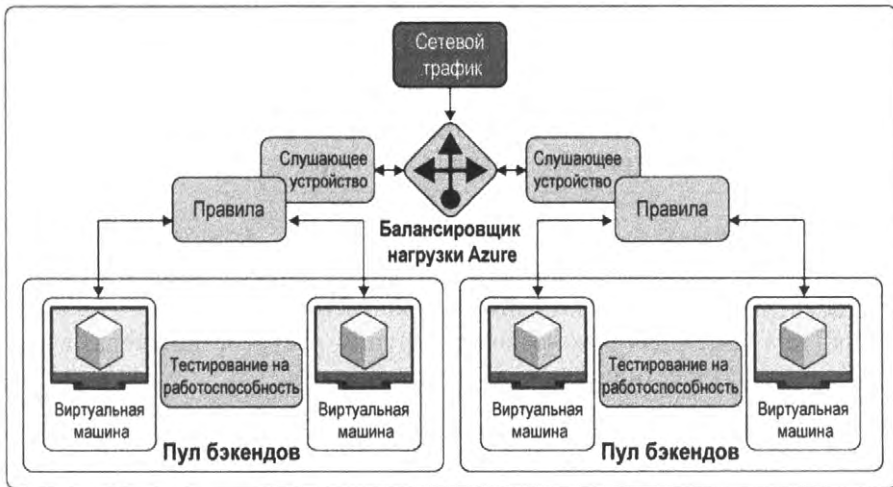 Сетевой
трафик
Слушающее
устройство
Слушающее
устройство
Правила
Правила
Балансировщик
нагрузки Azure
Виртуальная
машина
Тестирование на
работоспособность
Виртуальная
машина
Пул бэкендов
Виртуальная
машина
Тестирование на
работоспособность
Виртуальная
машина
Пул бэкендов